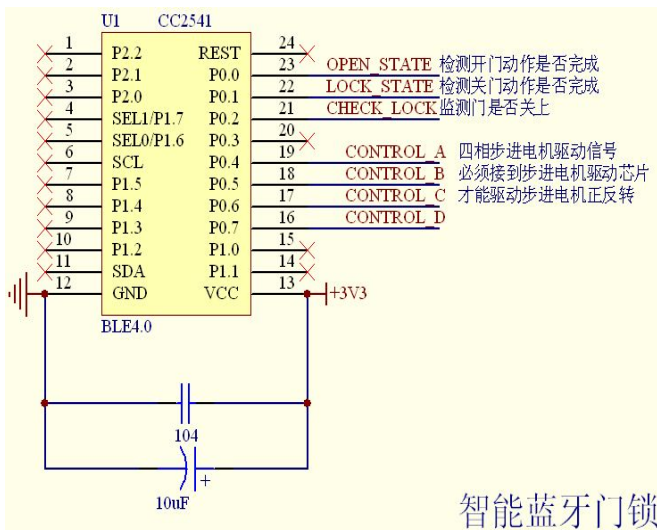 U1 CC2541
1 P2.2 REST 24
2 P2.1 P0.0 23 OPEN_STATE 检测开门动作是否完成
3 P2.0 P0.1 22 LOCK_STATE 检测关门动作是否完成
4 SEL1/P1.7 P0.2 21 CHECK_LOCK 监测门是否关上
5 SEL0/P1.6 P0.3 20
6 SCL P0.4 19 CONTROL_A 四相步进电机驱动信号
7 P1.5 P0.5 18 CONTROL_B 必须接到步进电机驱动芯片
8 P1.4 P0.6 17 CONTROL_C 才能驱动步进电机正反转
9 P1.3 P0.7 16 CONTROL_D
10 P1.2 P1.0 15
11 SDA P1.1 14
12 GND VCC 13 +3V3
BLE4.0
104
+
10uF
智能蓝牙门锁